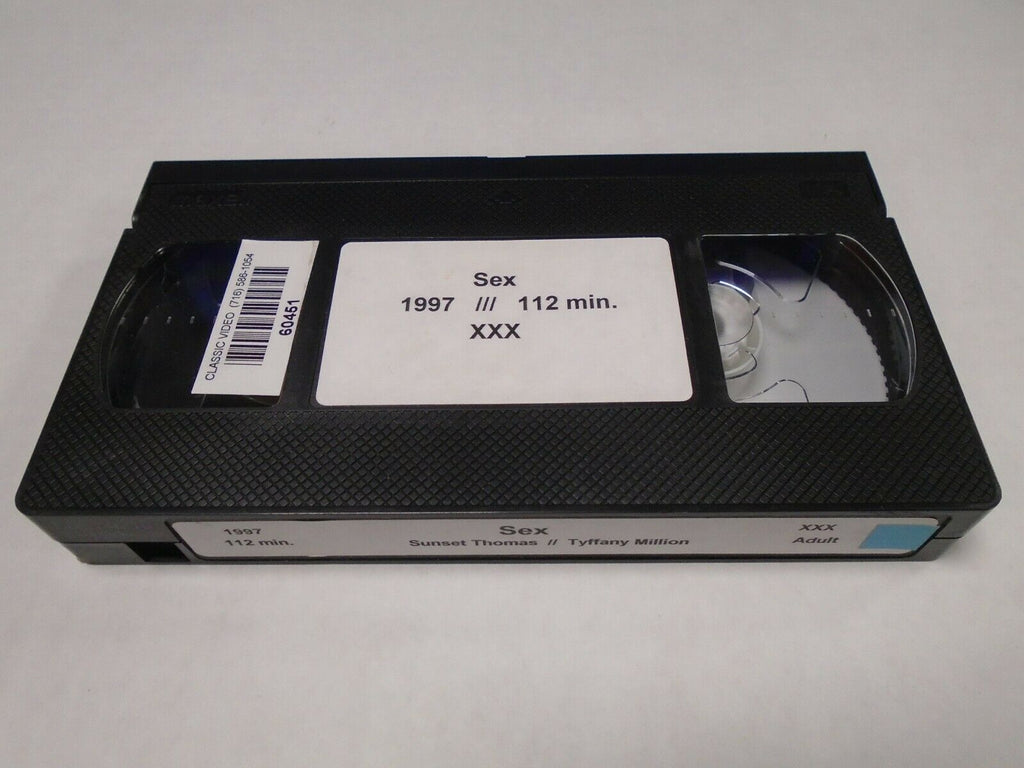 CLASSIC VIDEO (716) 586-1054
60451
Sex
1997 /// 112 min.
XXX
1997
112 min.
Sex
Sunset Thomas // Tyffany Million
XXX
Adult